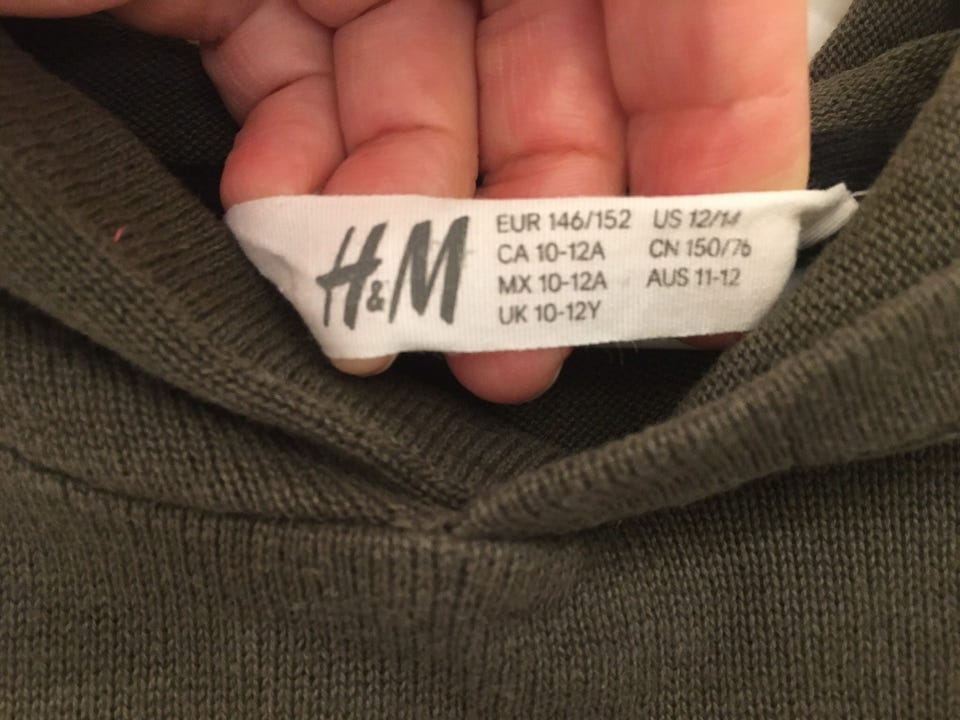 H&M
EUR 146/152 US 12/14
CA 10-12A CN 150/76
MX 10-12A AUS 11-12
UK 10-12Y